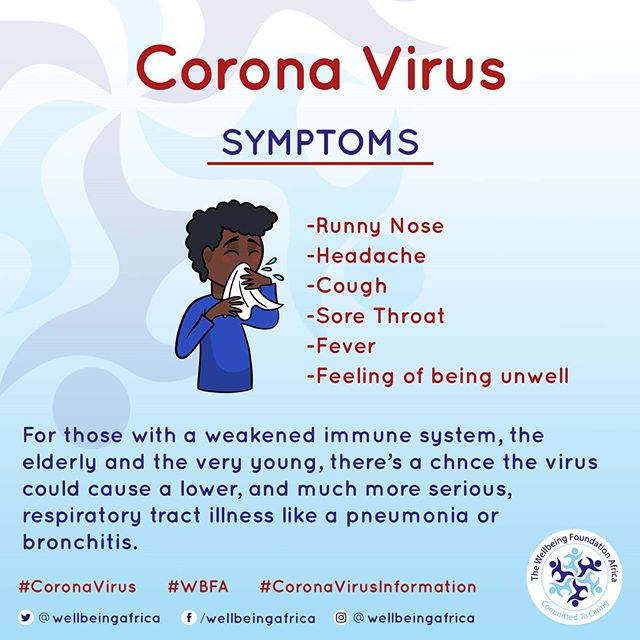 Corona Virus
SYMPTOMS
-Runny Nose
-Headache
-Cough
-Sore Throat
-Fever
-Feeling of being unwell
For those with a weakened immune system, the
elderly and the very young, there's a chnce the virus
could cause a lower, and much more serious,
respiratory tract illness like a pneumonia or
bronchitis.
#CoronaVirus #WBFA #CoronaVirusInformation
@wellbeingafrica /wellbeingafrica @wellbeingafrica
The Wellbeing Foundation Africa
Committed To Caring